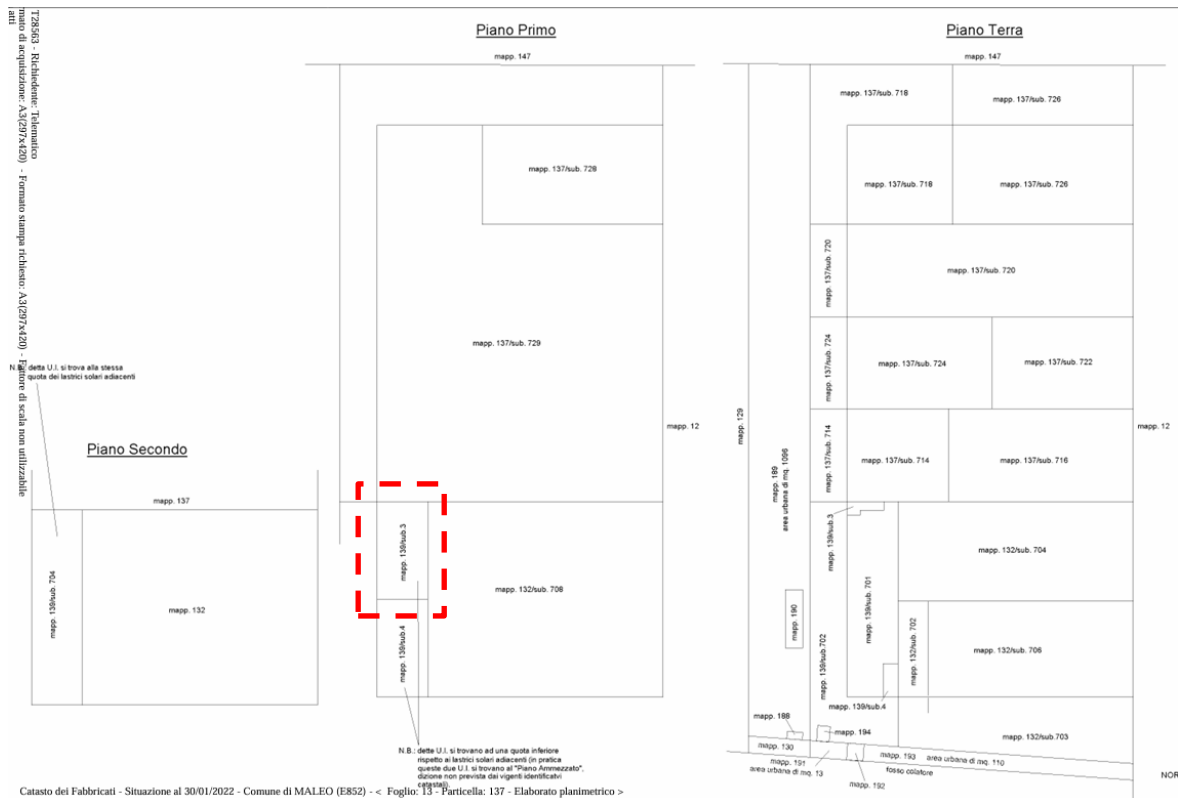 T28563 - Richiedente: Telematico
mato di acquisizione: A3(297x420) - Formato stampa richiesto: A3(297x420) - Fattore di scala non utilizzabile
atti
Piano Primo
mapp. 147
mapp. 137/sub. 728
mapp. 137/sub. 729
mapp. 12
mapp. 139/sub.3
mapp. 132/sub. 708
mapp. 139/sub.4
N.B.: dette U.I. si trovano ad una quota inferiore
rispetto ai lastrici solari adiacenti (in pratica
queste due U.I. si trovano al "Piano Ammezzato",
dizione non prevista dai vigenti identificativi
catastali).
N.B.: detta U.I. si trova alla stessa
quota dei lastrici solari adiacenti
Piano Secondo
mapp. 137
mapp. 139/sub. 704
mapp. 132
Piano Terra
mapp. 147
mapp. 137/sub. 718
mapp. 137/sub. 726
mapp. 137/sub. 718
mapp. 137/sub. 726
mapp. 137/sub. 720
mapp. 137/sub. 720
mapp. 137/sub. 724
mapp. 137/sub. 724
mapp. 137/sub. 722
mapp. 129
mapp. 12
mapp. 137/sub. 714
mapp. 137/sub. 714
mapp. 137/sub. 716
mapp. 189
area urbana di mq. 1096
mapp. 139/sub.3
mapp. 132/sub. 704
mapp. 139/sub. 701
mapp. 190
mapp. 139/sub.702
mapp. 132/sub. 702
mapp. 132/sub. 706
mapp. 139/sub.4
mapp. 188
mapp. 194
mapp. 132/sub.703
mapp. 130
mapp. 193 area urbana di mq. 110
mapp. 191
area urbana di mq. 13
fosso colatore
mapp. 192
NOR
Catasto dei Fabbricati - Situazione al 30/01/2022 - Comune di MALEO (E852) - < Foglio: 13 - Particella: 137 - Elaborato planimetrico >